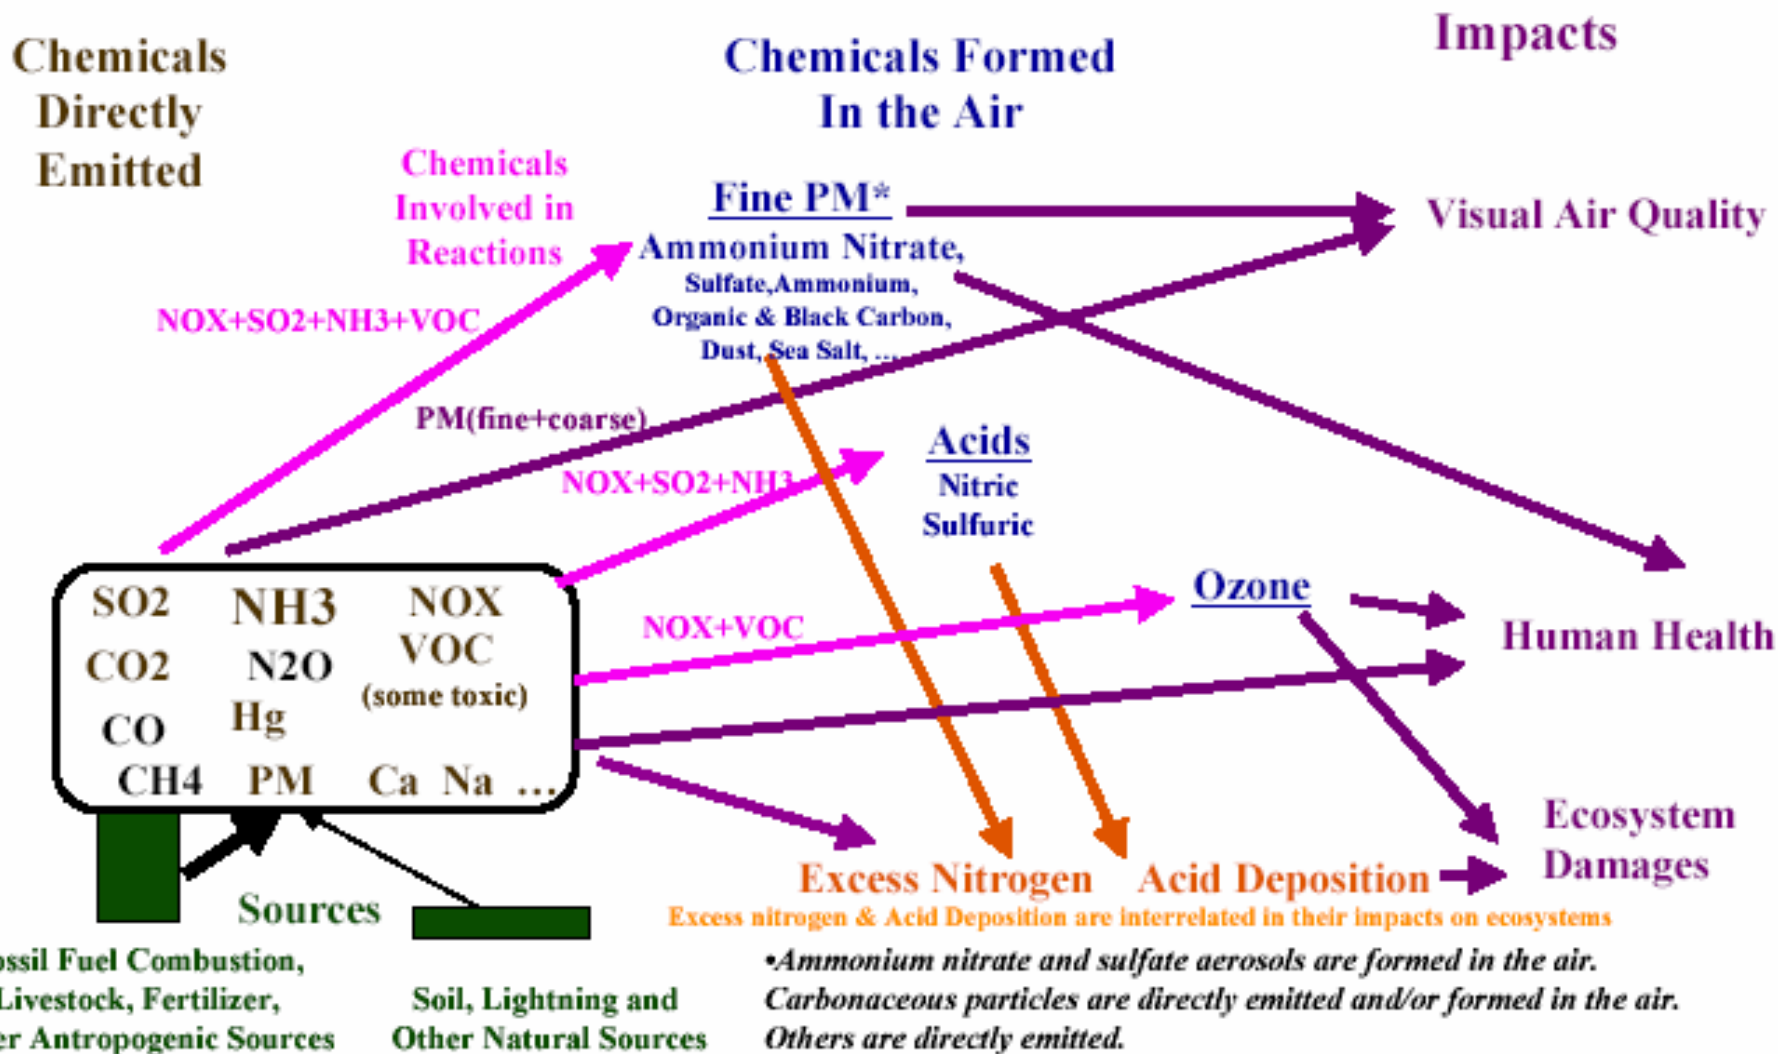 Chemicals
Directly
Emitted
Chemicals Formed
In the Air
Impacts
Chemicals
Involved in
Reactions
Fine PM*
Ammonium Nitrate,
Sulfate,Ammonium,
Organic & Black Carbon,
Dust, Sea Salt, ...
Visual Air Quality
NOX+SO2+NH3+VOC
PM(fine+coarse)
NOX+SO2+NH3
Acids
Nitric
Sulfuric
NOX+VOC
Ozone
Human Health
SO2 NH3 NOX
VOC
CO2 N2O
(some toxic)
CO Hg
CH4 PM Ca Na ...
Ecosystem
Damages
Excess Nitrogen Acid Deposition
Excess nitrogen & Acid Deposition are interrelated in their impacts on ecosystems
Sources
Fuel Combustion,
Livestock, Fertilizer,
Antropogenic Sources
Soil, Lightning and
Other Natural Sources
•Ammonium nitrate and sulfate aerosols are formed in the air.
Carbonaceous particles are directly emitted and/or formed in the air.
Others are directly emitted.